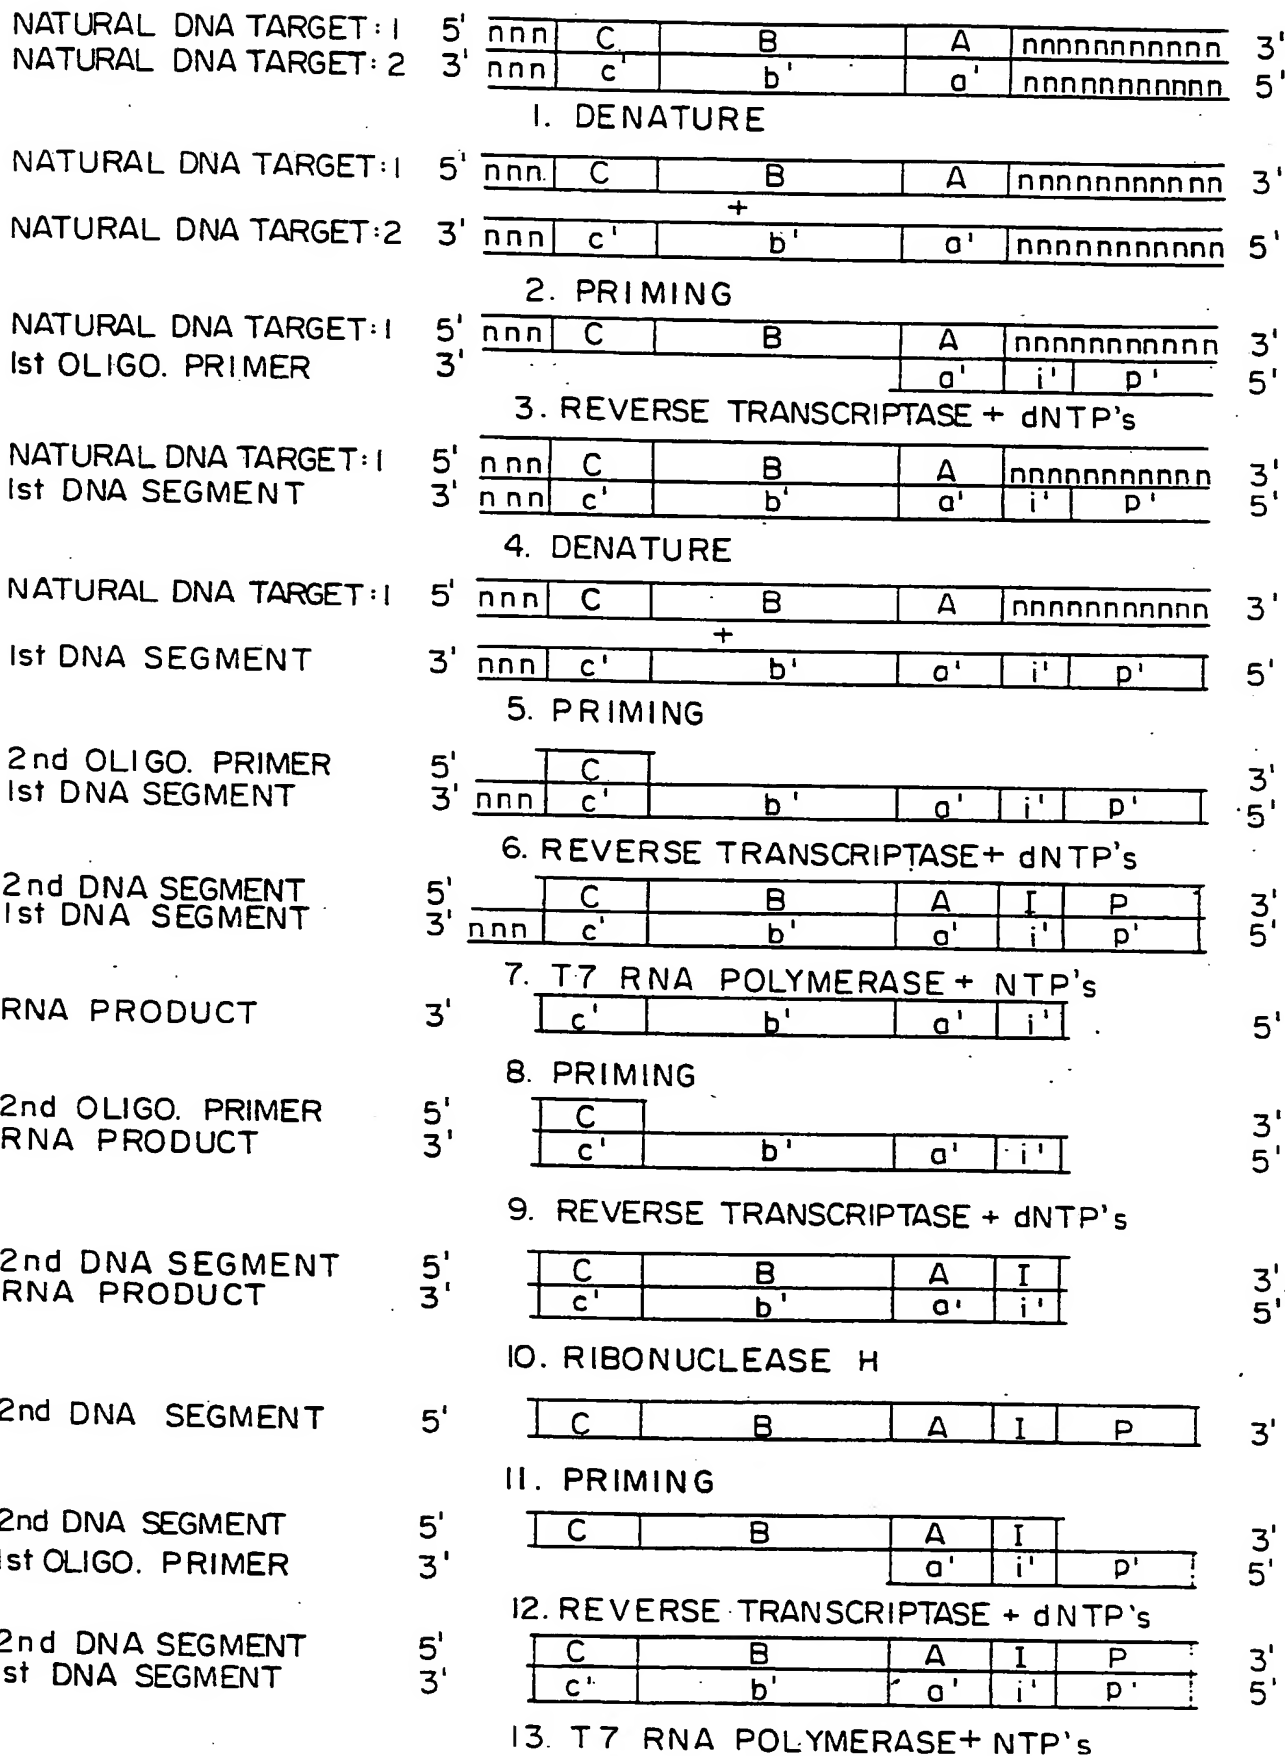 NATURAL DNA TARGET:1 5' nnn C B A nnnnnnnnnnn 3'
NATURAL DNA TARGET:2 3' nnn c' b' a' nnnnnnnnnnn 5'
1. DENATURE
NATURAL DNA TARGET:1 5' nnn C B A nnnnnnnnnnn 3'
+
NATURAL DNA TARGET:2 3' nnn c' b' a' nnnnnnnnnnn 5'
2. PRIMING
NATURAL DNA TARGET:1 5' nnn C B A nnnnnnnnnnn 3'
1st OLIGO. PRIMER 3' a' i' p' 5'
3. REVERSE TRANSCRIPTASE + dNTP's
NATURAL DNA TARGET:1 5' nnn C B A nnnnnnnnnnn 3'
1st DNA SEGMENT 3' nnn c' b' a' i' p' 5'
4. DENATURE
NATURAL DNA TARGET:1 5' nnn C B A nnnnnnnnnnn 3'
+
1st DNA SEGMENT 3' nnn c' b' a' i' p' 5'
5. PRIMING
2nd OLIGO. PRIMER 5' C 3'
1st DNA SEGMENT 3' nnn c' b' a' i' p' 5'
6. REVERSE TRANSCRIPTASE + dNTP's
2nd DNA SEGMENT 5' C B A I P 3'
1st DNA SEGMENT 3' nnn c' b' a' i' p' 5'
7. T7 RNA POLYMERASE + NTP's
RNA PRODUCT 3' c' b' a' i' 5'
8. PRIMING
2nd OLIGO. PRIMER 5' C 3'
RNA PRODUCT 3' c' b' a' i' 5'
9. REVERSE TRANSCRIPTASE + dNTP's
2nd DNA SEGMENT 5' C B A I 3'
RNA PRODUCT 3' c' b' a' i' 5'
10. RIBONUCLEASE H
2nd DNA SEGMENT 5' C B A I P 3'
11. PRIMING
2nd DNA SEGMENT 5' C B A I 3'
1st OLIGO. PRIMER 3' a' i' p' 5'
12. REVERSE TRANSCRIPTASE + dNTP's
2nd DNA SEGMENT 5' C B A I P 3'
1st DNA SEGMENT 3' c' b' a' i' p' 5'
13. T7 RNA POLYMERASE + NTP's